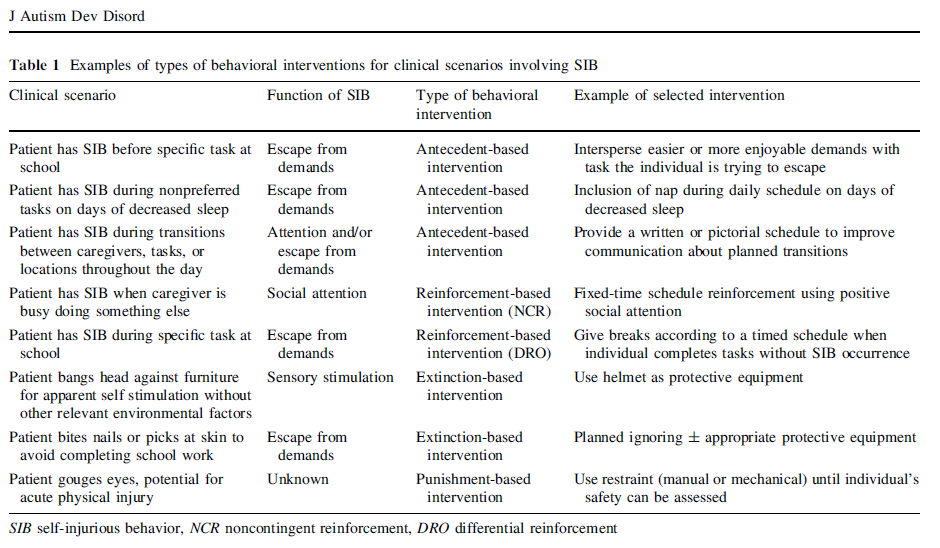 J Autism Dev Disord
Table 1 Examples of types of behavioral interventions for clinical scenarios involving SIB
Clinical scenario Function of SIB Type of behavioral intervention Example of selected intervention
Patient has SIB before specific task at school Escape from demands Antecedent-based intervention Intersperse easier or more enjoyable demands with task the individual is trying to escape
Patient has SIB during nonpreferred tasks on days of decreased sleep Escape from demands Antecedent-based intervention Inclusion of nap during daily schedule on days of decreased sleep
Patient has SIB during transitions between caregivers, tasks, or locations throughout the day Attention and/or escape from demands Antecedent-based intervention Provide a written or pictorial schedule to improve communication about planned transitions
Patient has SIB when caregiver is busy doing something else Social attention Reinforcement-based intervention (NCR) Fixed-time schedule reinforcement using positive social attention
Patient has SIB during specific task at school Escape from demands Reinforcement-based intervention (DRO) Give breaks according to a timed schedule when individual completes tasks without SIB occurrence
Patient bangs head against furniture for apparent self stimulation without other relevant environmental factors Sensory stimulation Extinction-based intervention Use helmet as protective equipment
Patient bites nails or picks at skin to avoid completing school work Escape from demands Extinction-based intervention Planned ignoring ± appropriate protective equipment
Patient gouges eyes, potential for acute physical injury Unknown Punishment-based intervention Use restraint (manual or mechanical) until individual's safety can be assessed
SIB self-injurious behavior, NCR noncontingent reinforcement, DRO differential reinforcement